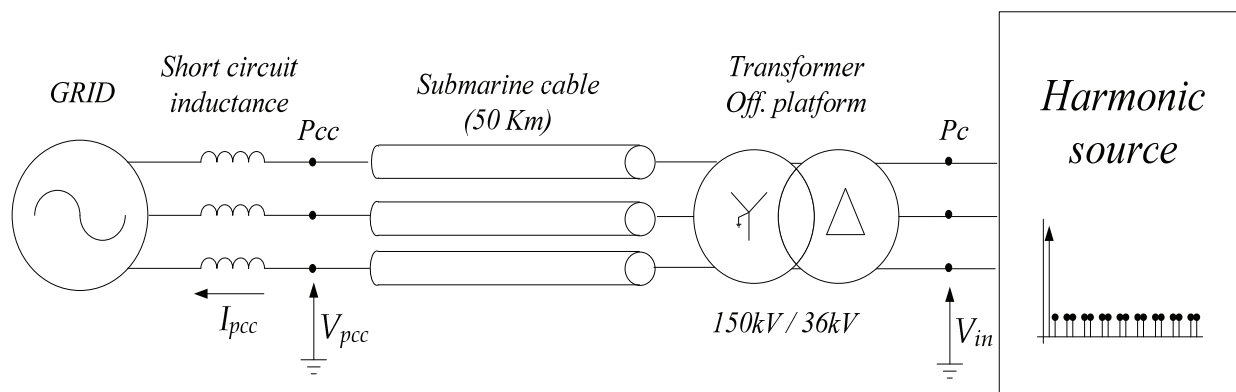 GRID
Short circuit
inductance
Pcc
Submarine cable
(50 Km)
Transformer
Off. platform
Pc
Harmonic
source
Ipcc
Vpcc
150kV / 36kV
Vin